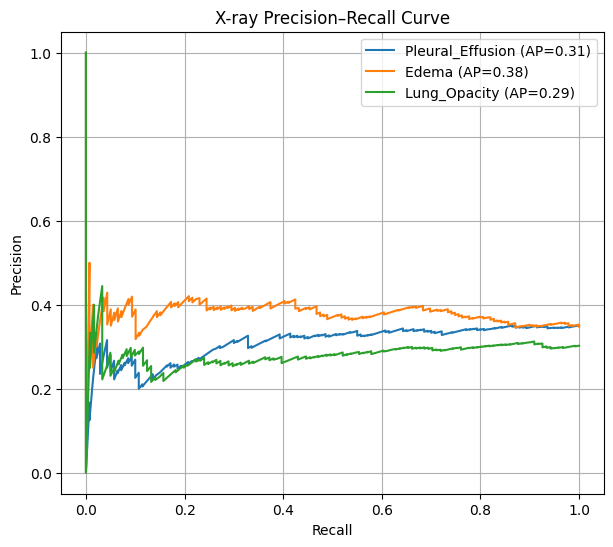 X-ray Precision–Recall Curve
Pleural_Effusion (AP=0.31)
Edema (AP=0.38)
Lung_Opacity (AP=0.29)
Precision
1.0
0.8
0.6
0.4
0.2
0.0
0.0 0.2 0.4 0.6 0.8 1.0
Recall